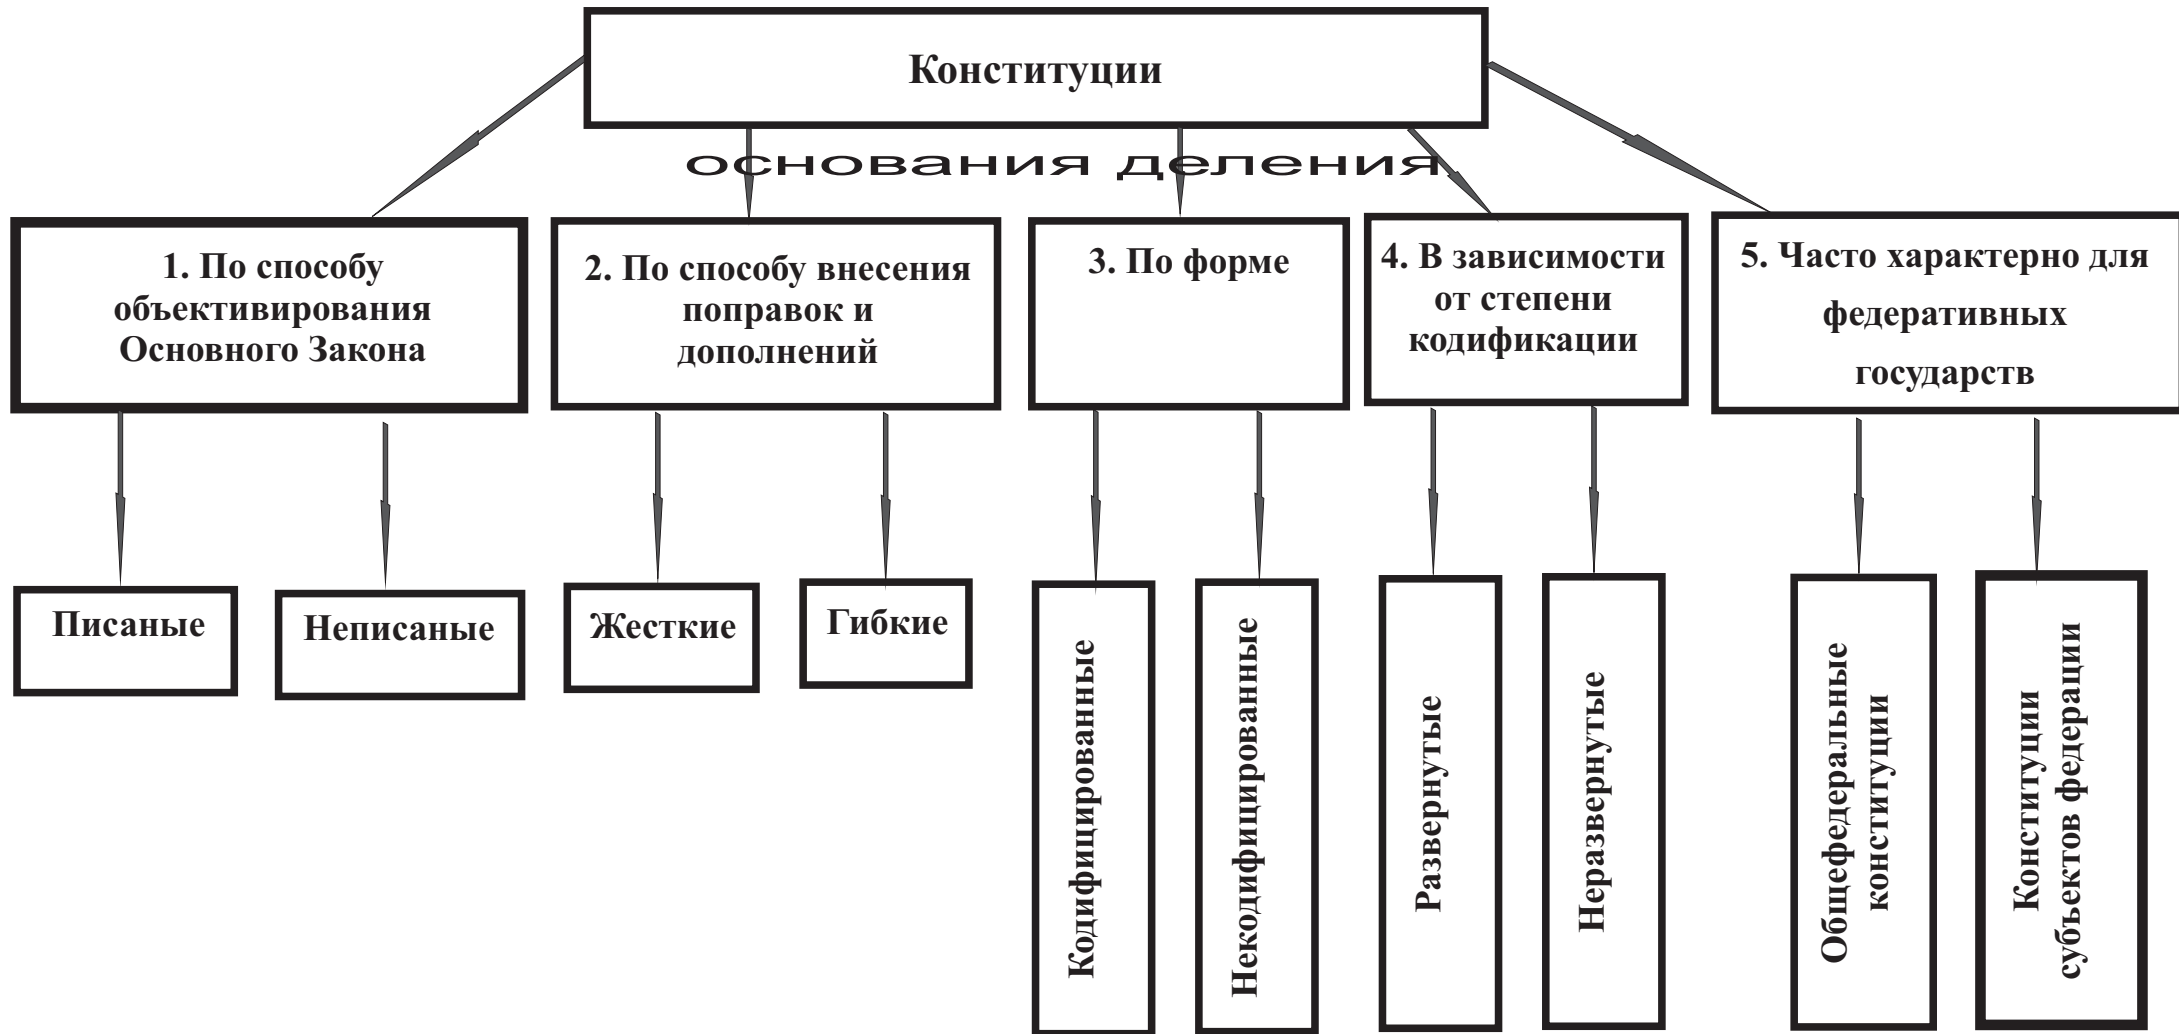 Конституции
основания деления
1. По способу
объективирования
Основного Закона
2. По способу внесения
поправок и
дополнений
3. По форме
4. В зависимости
от степени
кодификации
5. Часто характерно для
федеративных
государств
Писаные
Неписаные
Жесткие
Гибкие
Кодифицированные
Некодифицированные
Развернутые
Неразвернутые
Общефедеральные
конституции
Конституции
субъектов федерации